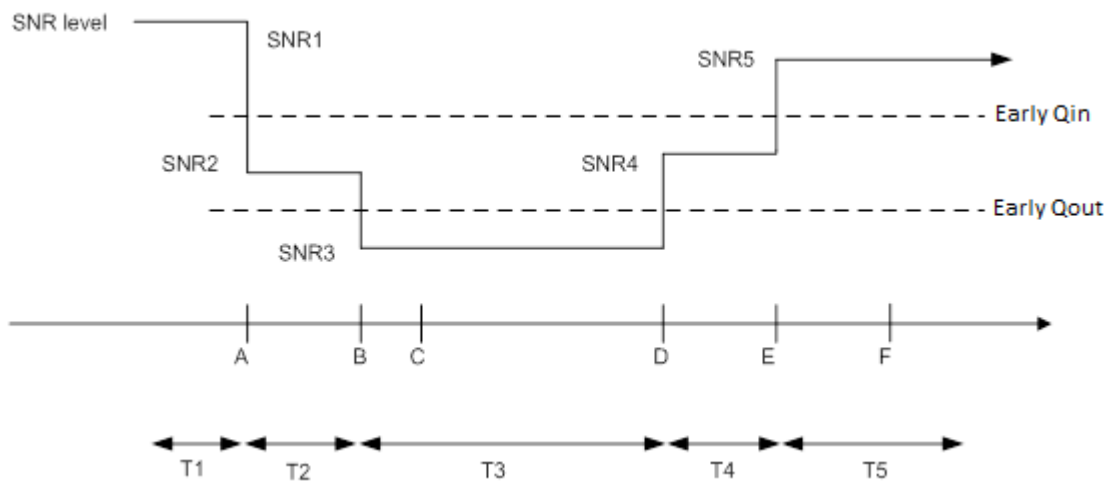 SNR level
SNR1
SNR5
Early Qin
SNR2
SNR4
Early Qout
SNR3
A B C D E F
T1 T2 T3 T4 T5